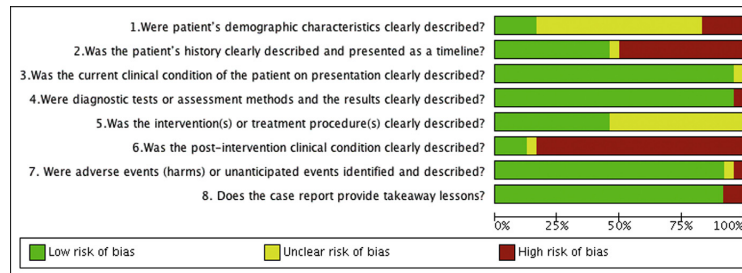 1.Were patient's demographic characteristics clearly described?
2.Was the patient's history clearly described and presented as a timeline?
3.Was the current clinical condition of the patient on presentation clearly described?
4.Were diagnostic tests or assessment methods and the results clearly described?
5.Was the intervention(s) or treatment procedure(s) clearly described?
6.Was the post-intervention clinical condition clearly described?
7. Were adverse events (harms) or unanticipated events identified and described?
8. Does the case report provide takeaway lessons?
0% 25% 50% 75% 100%
Low risk of bias Unclear risk of bias High risk of bias